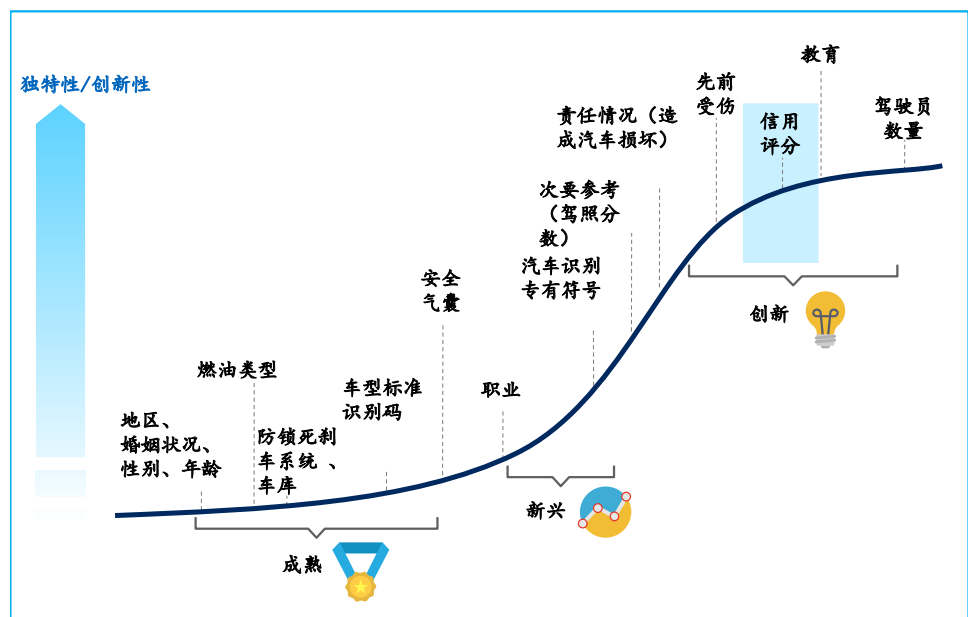 独特性/创新性
教育
先前
受伤
驾驶员
数量
信用
评分
责任情况（造
成汽车损坏）
次要参考
（驾照分
数）
汽车识别
专有符号
安全
气囊
创新
燃油类型
车型标准
识别码
职业
地区、
婚姻状况、
性别、年龄
防锁死刹
车系统 、
车库
新兴
成熟